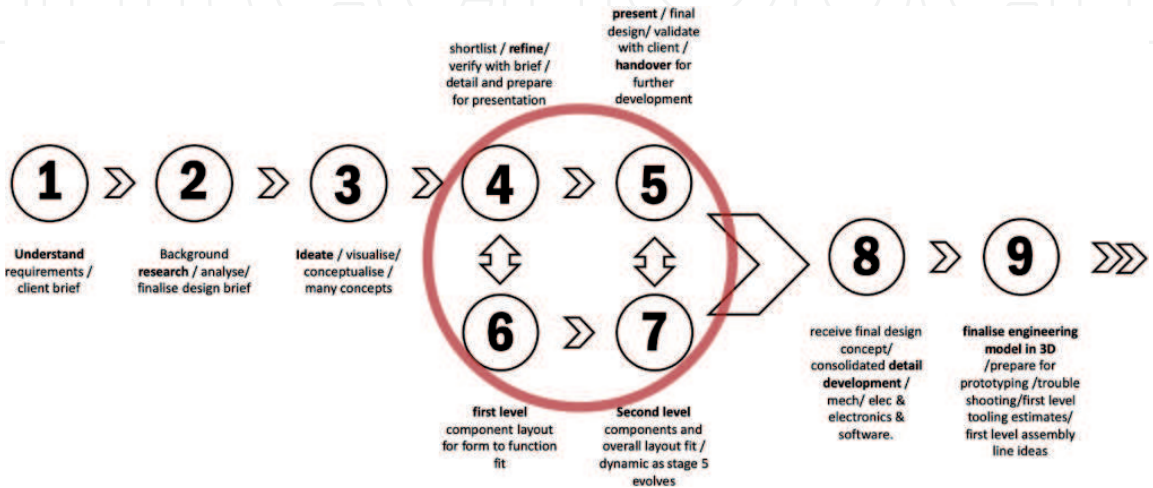 1
Understand
requirements /
client brief
2
Background
research / analyse/
finalise design brief
3
Ideate / visualise/
conceptualise /
many concepts
shortlist / refine/
verify with brief /
detail and prepare
for presentation
4
present / final
design/ validate
with client /
handover for
further
development
5
6
first level
component layout
for form to function
fit
7
Second level
components and
overall layout fit /
dynamic as stage 5
evolves
8
receive final design
concept/
consolidated detail
development /
mech/ elec &
electronics &
software.
9
finalise engineering
model in 3D
/prepare for
prototyping /trouble
shooting/first level
tooling estimates/
first level assembly
line ideas